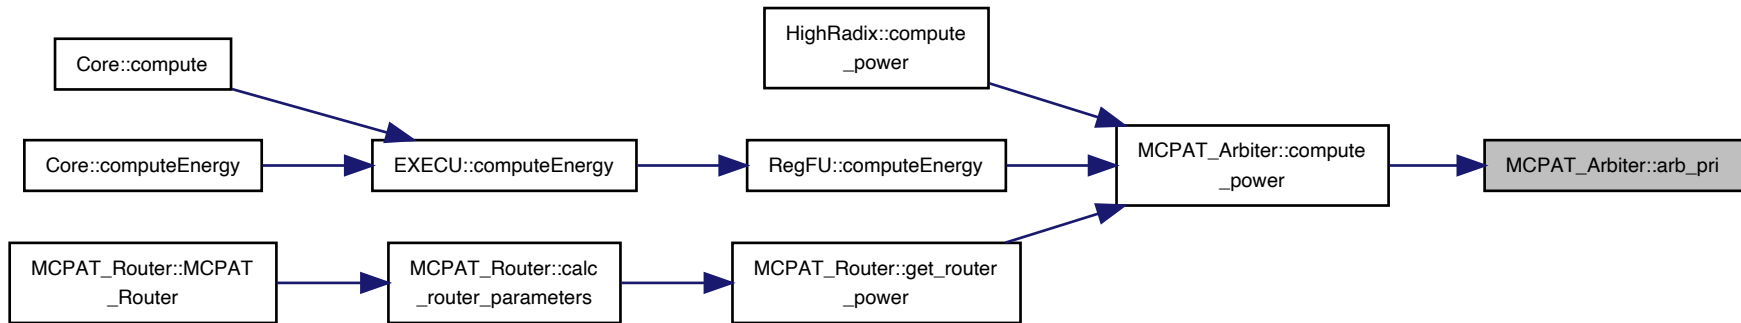 HighRadix::compute
_power
Core::compute
Core::computeEnergy
EXECU::computeEnergy
RegFU::computeEnergy
MCPAT_Arbiter::compute
_power
MCPAT_Arbiter::arb_pri
MCPAT_Router::MCPAT
_Router
MCPAT_Router::calc
_router_parameters
MCPAT_Router::get_router
_power